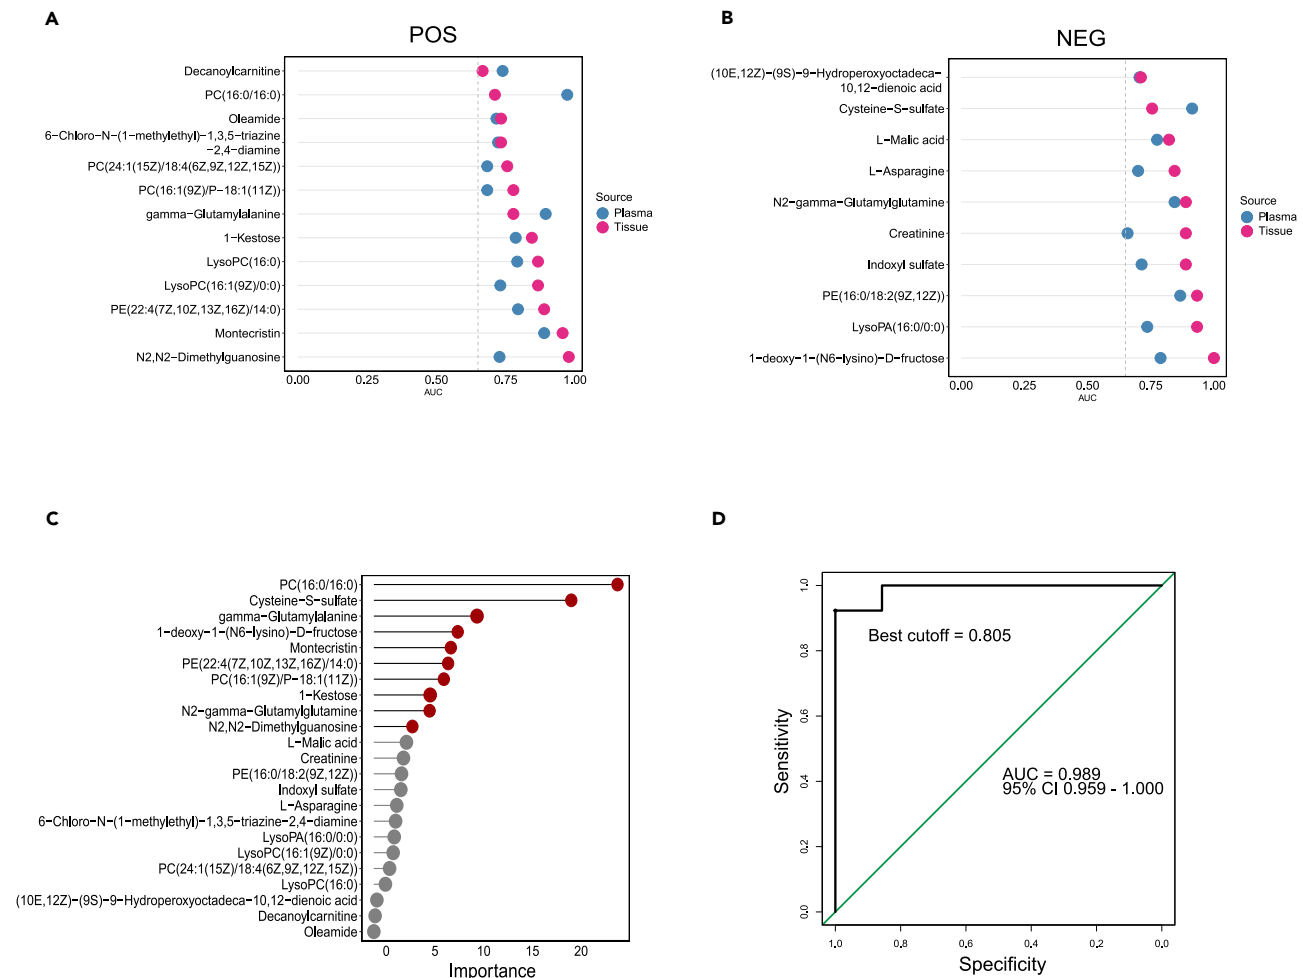 A
POS
Decanoylcarnitine
PC(16:0/16:0)
Oleamide
6−Chloro−N−(1−methylethyl)−1,3,5−triazine
−2,4−diamine
PC(24:1(15Z)/18:4(6Z,9Z,12Z,15Z))
PC(16:1(9Z)/P−18:1(11Z))
gamma−Glutamylalanine
1−Kestose
LysoPC(16:0)
LysoPC(16:1(9Z)/0:0)
PE(22:4(7Z,10Z,13Z,16Z)/14:0)
Montecristin
N2,N2−Dimethylguanosine
0.00 0.25 0.50 0.75 1.00
AUC
Source
Plasma
Tissue
B
NEG
(10E,12Z)−(9S)−9−Hydroperoxyoctadeca−
10,12−dienoic acid
Cysteine−S−sulfate
L−Malic acid
L−Asparagine
N2−gamma−Glutamylglutamine
Creatinine
Indoxyl sulfate
PE(16:0/18:2(9Z,12Z))
LysoPA(16:0/0:0)
1−deoxy−1−(N6−lysino)−D−fructose
0.00 0.25 0.50 0.75 1.00
AUC
Source
Plasma
Tissue
C
PC(16:0/16:0)
Cysteine−S−sulfate
gamma−Glutamylalanine
1−deoxy−1−(N6−lysino)−D−fructose
Montecristin
PE(22:4(7Z,10Z,13Z,16Z)/14:0)
PC(16:1(9Z)/P−18:1(11Z))
1−Kestose
N2−gamma−Glutamylglutamine
N2,N2−Dimethylguanosine
L−Malic acid
Creatinine
PE(16:0/18:2(9Z,12Z))
Indoxyl sulfate
L−Asparagine
6−Chloro−N−(1−methylethyl)−1,3,5−triazine−2,4−diamine
LysoPA(16:0/0:0)
LysoPC(16:1(9Z)/0:0)
PC(24:1(15Z)/18:4(6Z,9Z,12Z,15Z))
LysoPC(16:0)
(10E,12Z)−(9S)−9−Hydroperoxyoctadeca−10,12−dienoic acid
Decanoylcarnitine
Oleamide
0 5 10 15 20
Importance
D
Sensitivity
1.0
0.8
0.6
0.4
0.2
0.0
Best cutoff = 0.805
AUC = 0.989
95% CI 0.959 - 1.000
1.0 0.8 0.6 0.4 0.2 0.0
Specificity